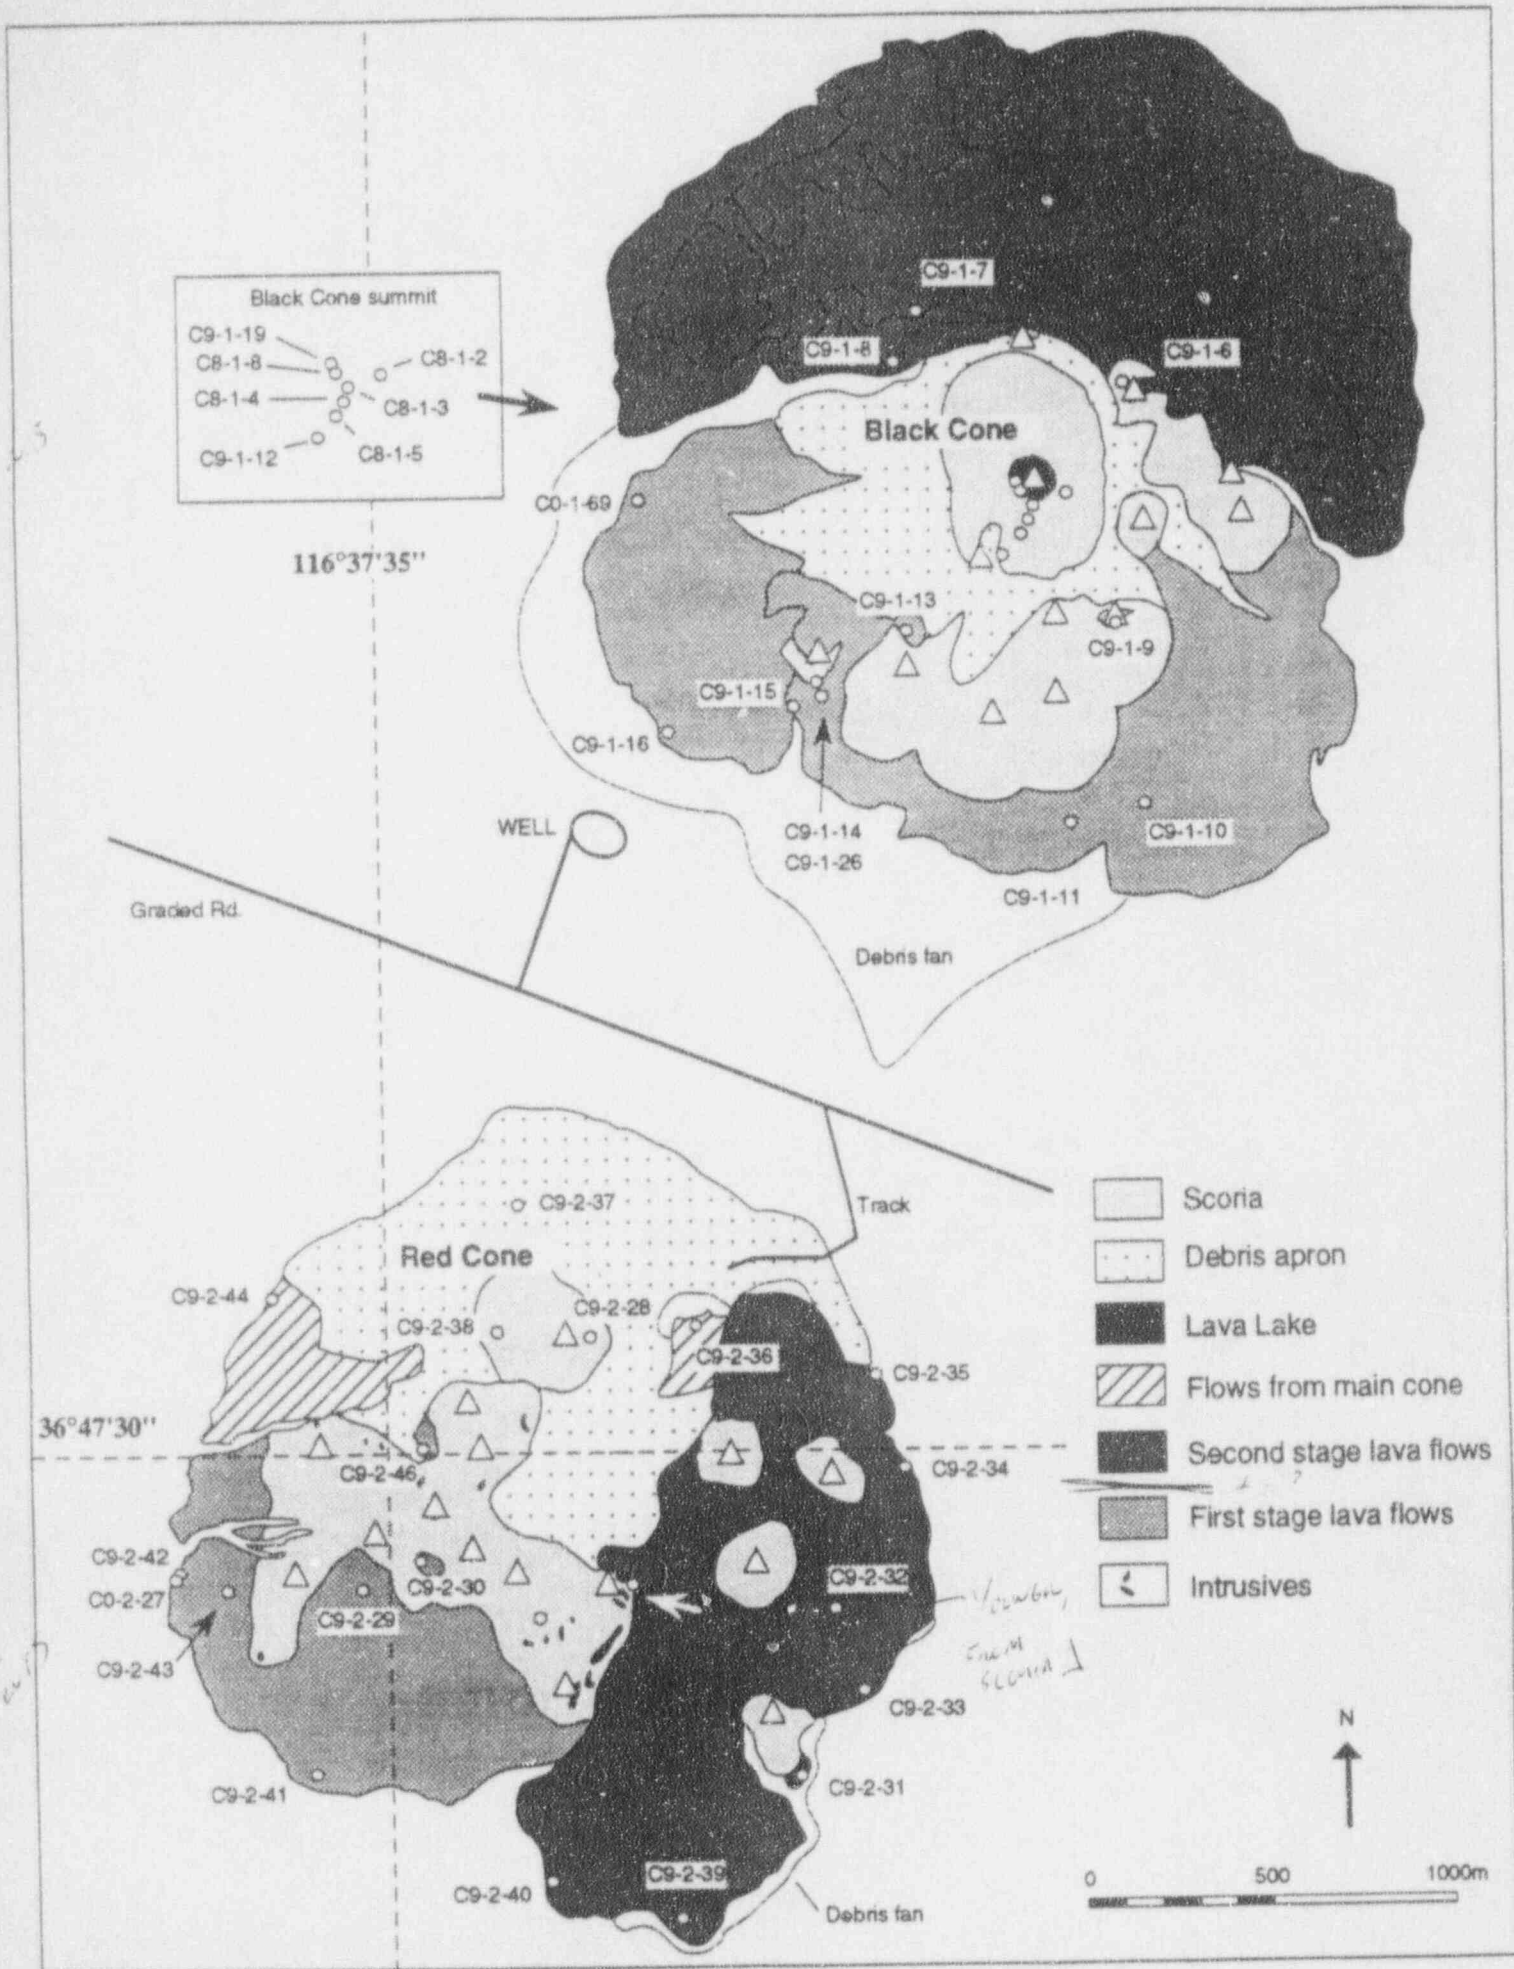 C9-1-7
Black Cone summit
C9-1-19
C8-1-8
C8-1-2
C8-1-4
C8-1-3
C9-1-12
C8-1-5
C9-1-8
C9-1-6
Black Cone
C0-1-69
116°37'35"
C9-1-13
C9-1-9
C9-1-15
C9-1-16
WELL
C9-1-14
C9-1-26
C9-1-10
C9-1-11
Graded Rd.
Debris fan
C9-2-37
Track
Red Cone
C9-2-44
C9-2-28
C9-2-38
C9-2-36
C9-2-35
36°47'30"
C9-2-46
C9-2-34
C9-2-42
C0-2-27
C9-2-30
C9-2-32
C9-2-29
C9-2-43
C9-2-33
C9-2-41
C9-2-31
C9-2-39
C9-2-40
Debris fan
Scoria
Debris apron
Lava Lake
Flows from main cone
Second stage lava flows
?
First stage lava flows
Intrusives
FROM
SCORIA
N
0 500 1000m